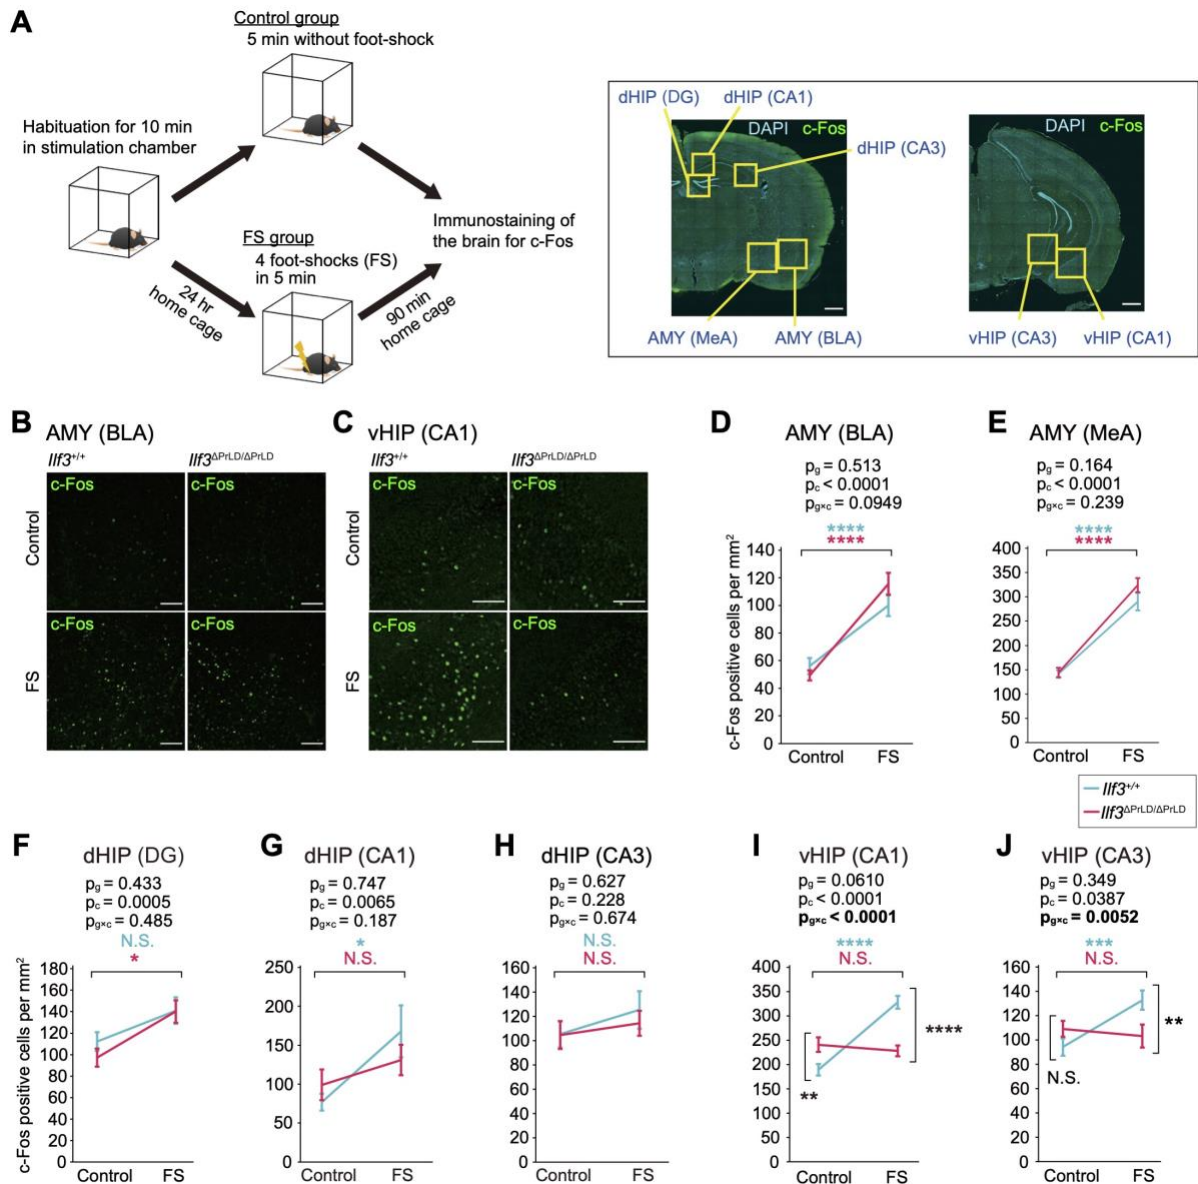 A
Control group
5 min without foot-shock
Habituation for 10 min
in stimulation chamber
FS group
4 foot-shocks (FS)
in 5 min
24 hr
home cage
90 min
home cage
Immunostaining of
the brain for c-Fos
dHIP (DG)
dHIP (CA1)
DAPI c-Fos
dHIP (CA3)
AMY (MeA)
AMY (BLA)
DAPI c-Fos
vHIP (CA3)
vHIP (CA1)
B
AMY (BLA)
Ilf3+/+
Ilf3ΔPrLD/ΔPrLD
c-Fos
c-Fos
Control
c-Fos
c-Fos
FS
C
vHIP (CA1)
Ilf3+/+
Ilf3ΔPrLD/ΔPrLD
c-Fos
c-Fos
Control
c-Fos
c-Fos
FS
D
AMY (BLA)
pg = 0.513
pc < 0.0001
pg×c = 0.0949
****
****
c-Fos positive cells per mm²
140
120
100
80
60
40
20
0
Control
FS
E
AMY (MeA)
pg = 0.164
pc < 0.0001
pg×c = 0.239
****
****
400
350
300
250
200
150
100
50
0
Control
FS
Ilf3+/+
Ilf3ΔPrLD/ΔPrLD
F
dHIP (DG)
pg = 0.433
pc = 0.0005
pg×c = 0.485
N.S.
*
c-Fos positive cells per mm²
180
160
140
120
100
80
60
40
20
0
Control
FS
G
dHIP (CA1)
pg = 0.747
pc = 0.0065
pg×c = 0.187
*
N.S.
250
200
150
100
50
0
Control
FS
H
dHIP (CA3)
pg = 0.627
pc = 0.228
pg×c = 0.674
N.S.
N.S.
160
140
120
100
80
60
40
20
0
Control
FS
I
vHIP (CA1)
pg = 0.0610
pc < 0.0001
pg×c < 0.0001
****
N.S.
400
350
300
250
200
150
100
50
0
**
****
Control
FS
J
vHIP (CA3)
pg = 0.349
pc = 0.0387
pg×c = 0.0052
***
N.S.
160
140
120
100
80
60
40
20
0
N.S.
**
Control
FS